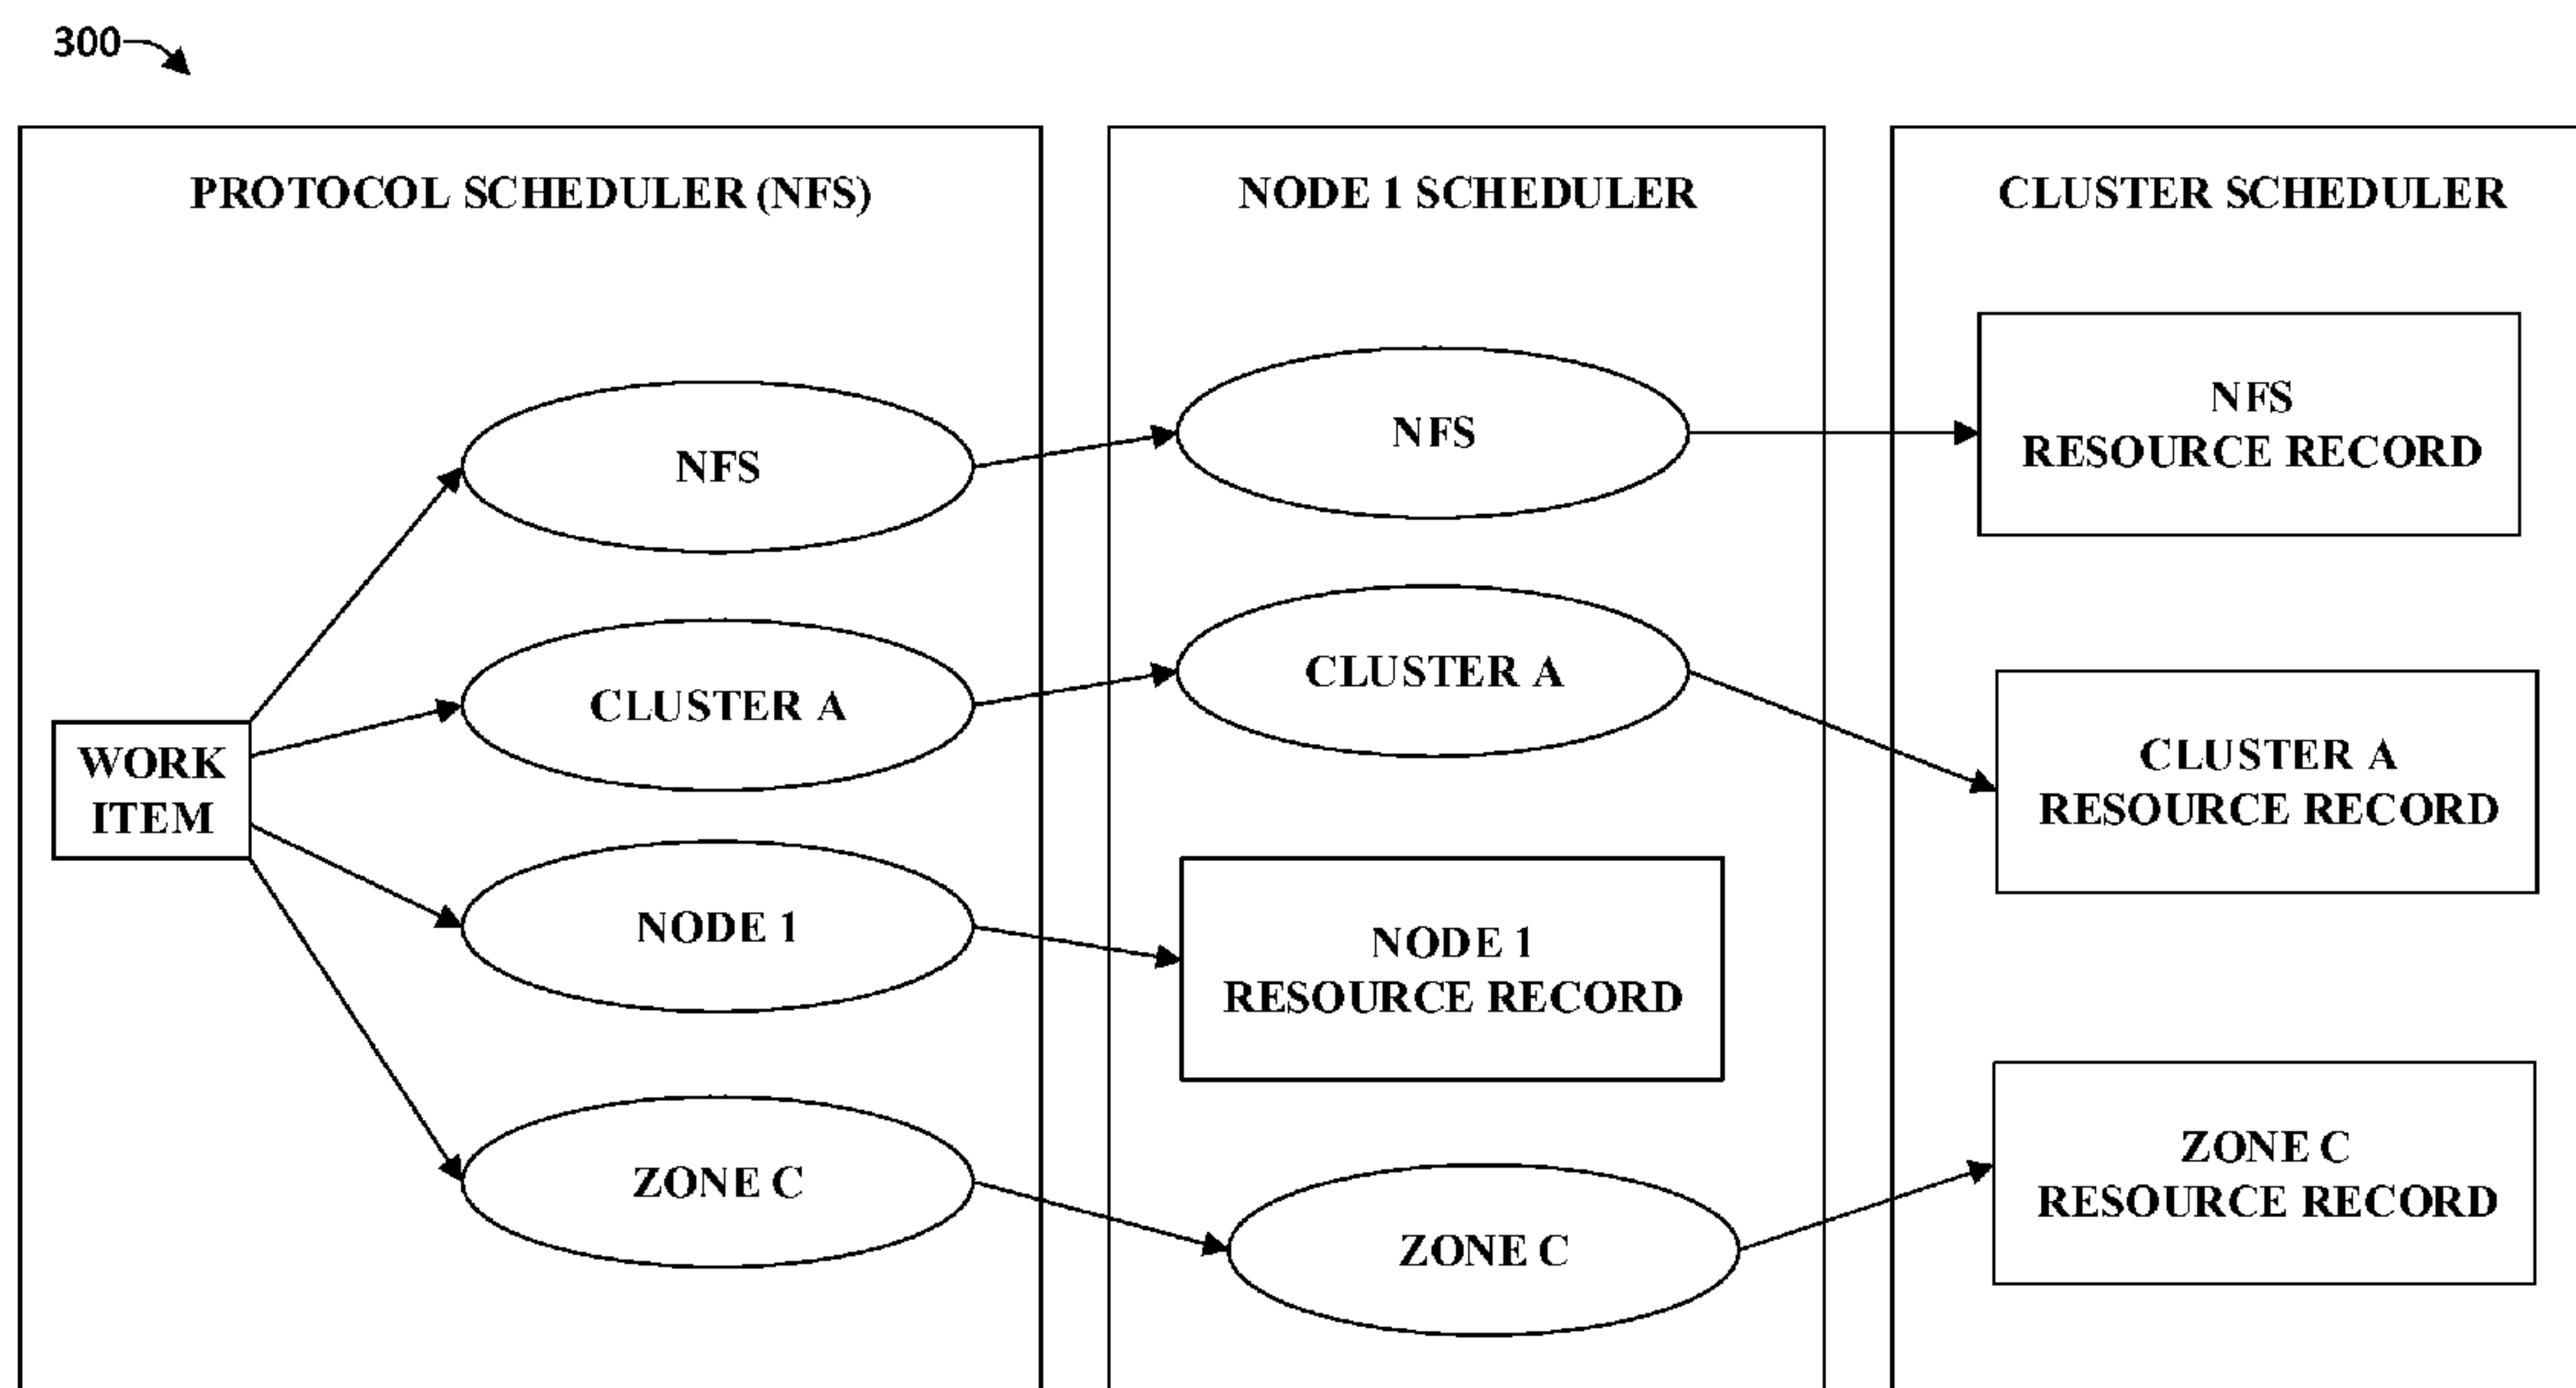 300
PROTOCOL SCHEDULER (NFS)
NODE 1 SCHEDULER
CLUSTER SCHEDULER
WORK
ITEM
NFS
CLUSTER A
NODE 1
ZONE C
NFS
CLUSTER A
NODE 1
RESOURCE RECORD
ZONE C
NFS
RESOURCE RECORD
CLUSTER A
RESOURCE RECORD
ZONE C
RESOURCE RECORD